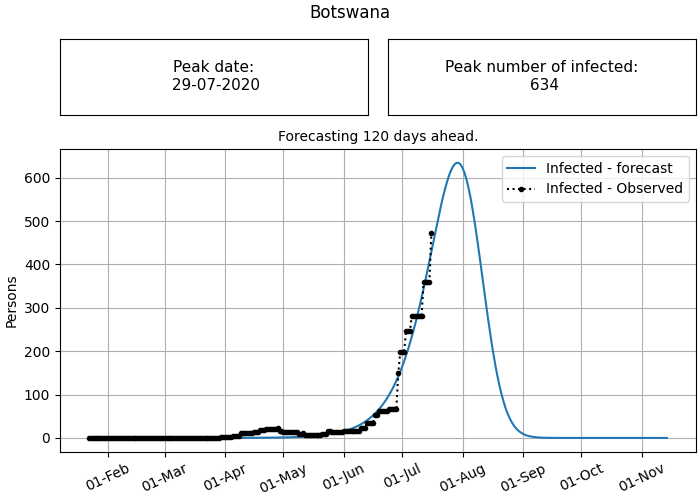 Botswana
Peak date:
29-07-2020
Peak number of infected:
634
Forecasting 120 days ahead.
Infected - forecast
Infected - Observed
Persons
600
500
400
300
200
100
0
01-Feb
01-Mar
01-Apr
01-May
01-Jun
01-Jul
01-Aug
01-Sep
01-Oct
01-Nov